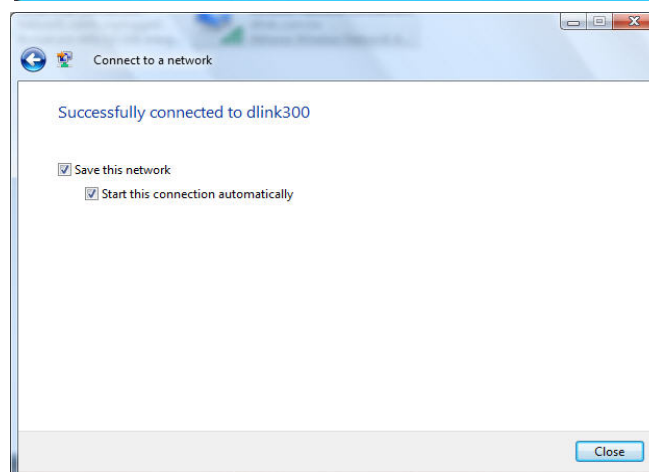 Connect to a network
Successfully connected to dlink300
Save this network
Start this connection automatically
Close